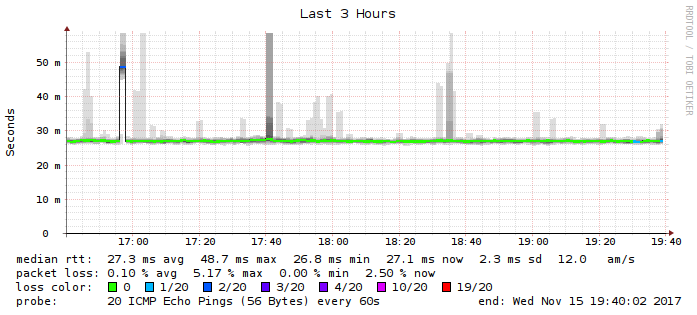 Last 3 Hours
RRDTOOL / TOBI OETIKER
Seconds
50 m
40 m
30 m
20 m
10 m
0
17:00 17:20 17:40 18:00 18:20 18:40 19:00 19:20 19:40
median rtt: 27.3 ms avg 48.7 ms max 26.8 ms min 27.1 ms now 2.3 ms sd 12.0 am/s
packet loss: 0.10 % avg 5.17 % max 0.00 % min 2.50 % now
loss color: 0 1/20 2/20 3/20 4/20 10/20 19/20
probe: 20 ICMP Echo Pings (56 Bytes) every 60s end: Wed Nov 15 19:40:02 2017